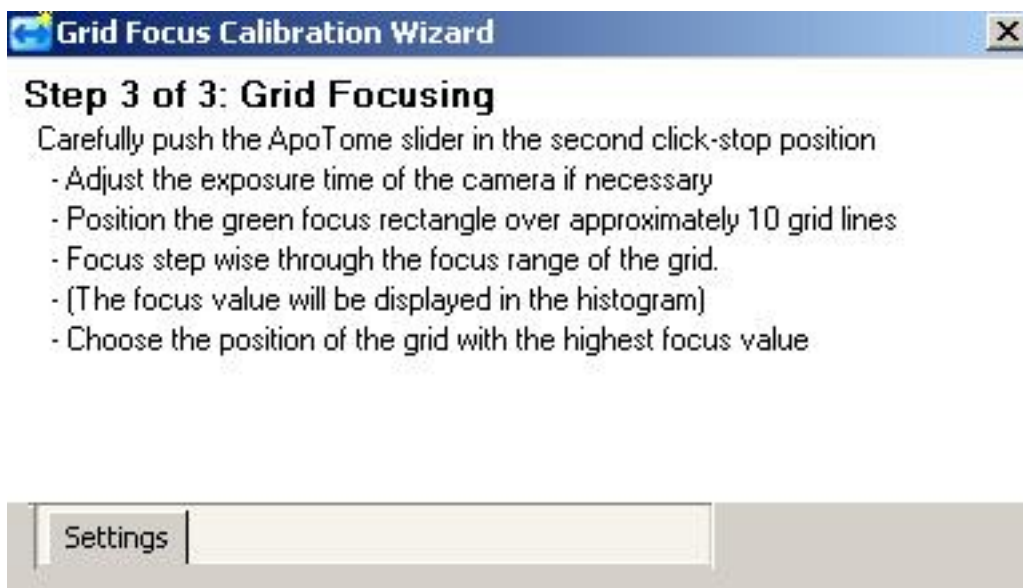 Grid Focus Calibration Wizard
Step 3 of 3: Grid Focusing
Carefully push the ApoTome slider in the second click-stop position
- Adjust the exposure time of the camera if necessary
- Position the green focus rectangle over approximately 10 grid lines
- Focus step wise through the focus range of the grid.
- (The focus value will be displayed in the histogram)
- Choose the position of the grid with the highest focus value
Settings